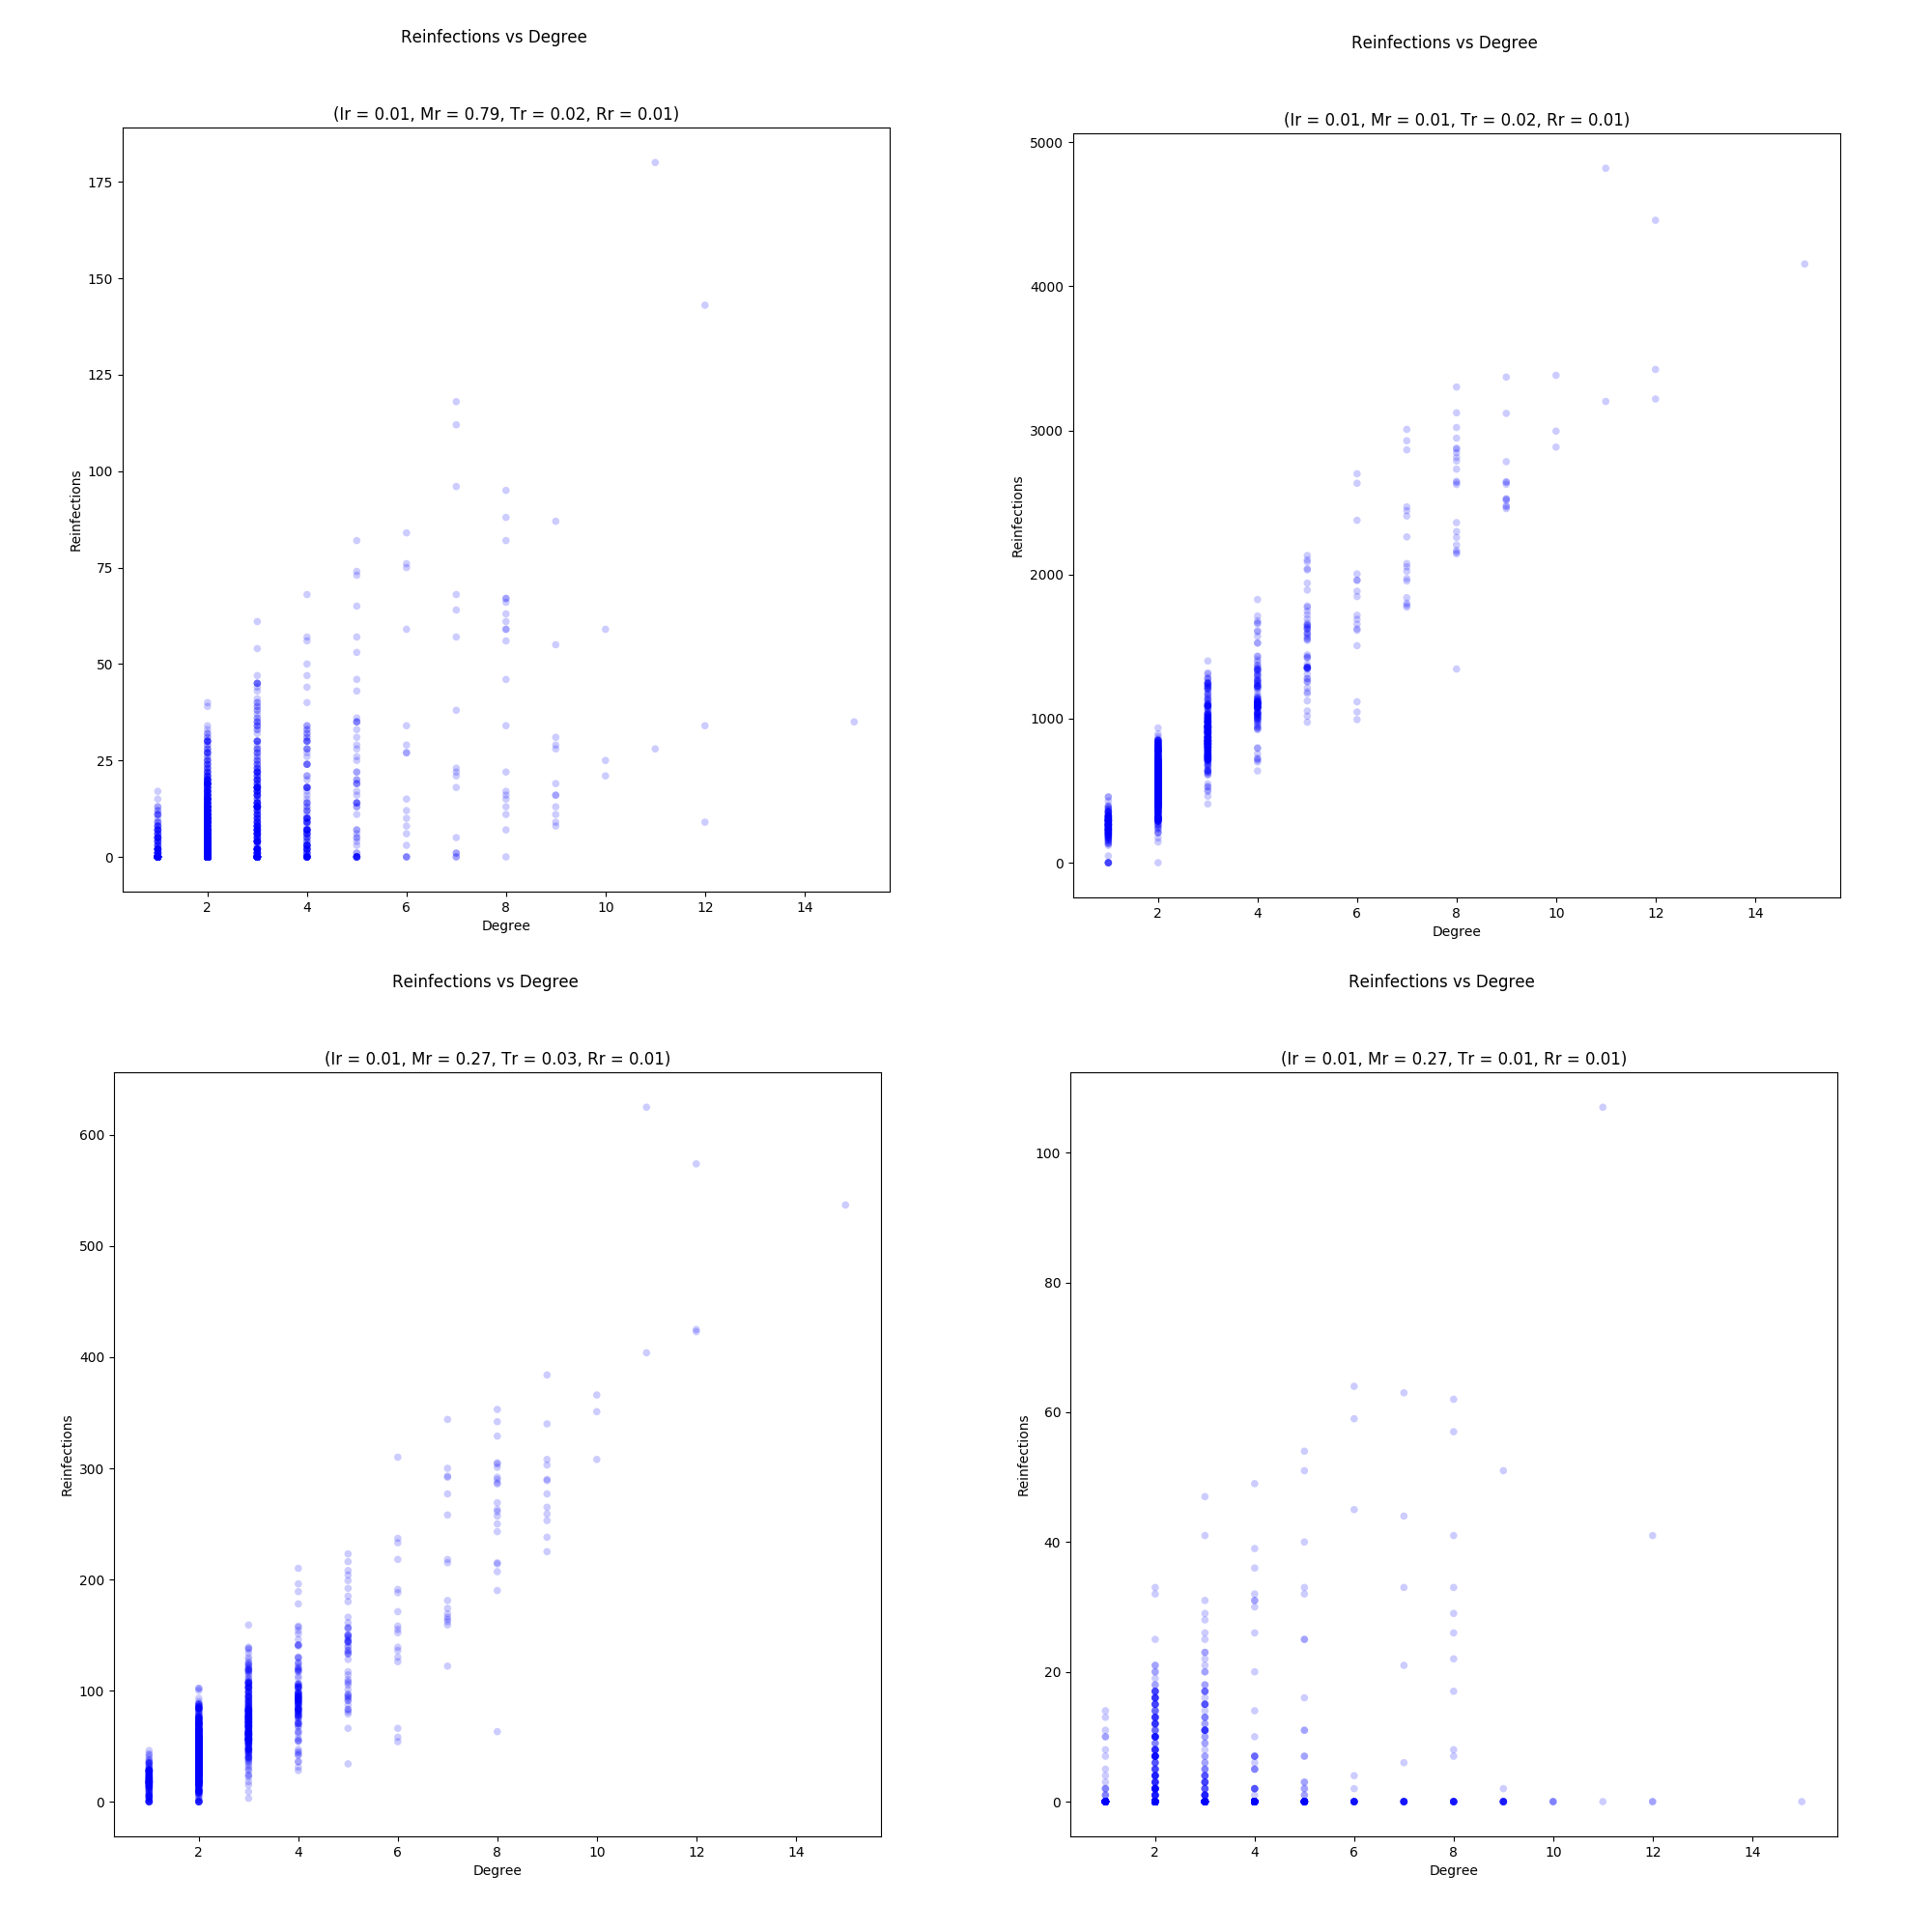 Reinfections vs Degree
(Ir = 0.01, Mr = 0.79, Tr = 0.02, Rr = 0.01)
175
150
125
100
75
50
25
0
Reinfections
2 4 6 8 10 12 14
Degree
Reinfections vs Degree
(Ir = 0.01, Mr = 0.01, Tr = 0.02, Rr = 0.01)
5000
4000
3000
2000
1000
0
Reinfections
2 4 6 8 10 12 14
Degree
Reinfections vs Degree
(Ir = 0.01, Mr = 0.27, Tr = 0.03, Rr = 0.01)
600
500
400
300
200
100
0
Reinfections
2 4 6 8 10 12 14
Degree
Reinfections vs Degree
(Ir = 0.01, Mr = 0.27, Tr = 0.01, Rr = 0.01)
100
80
60
40
20
0
Reinfections
2 4 6 8 10 12 14
Degree